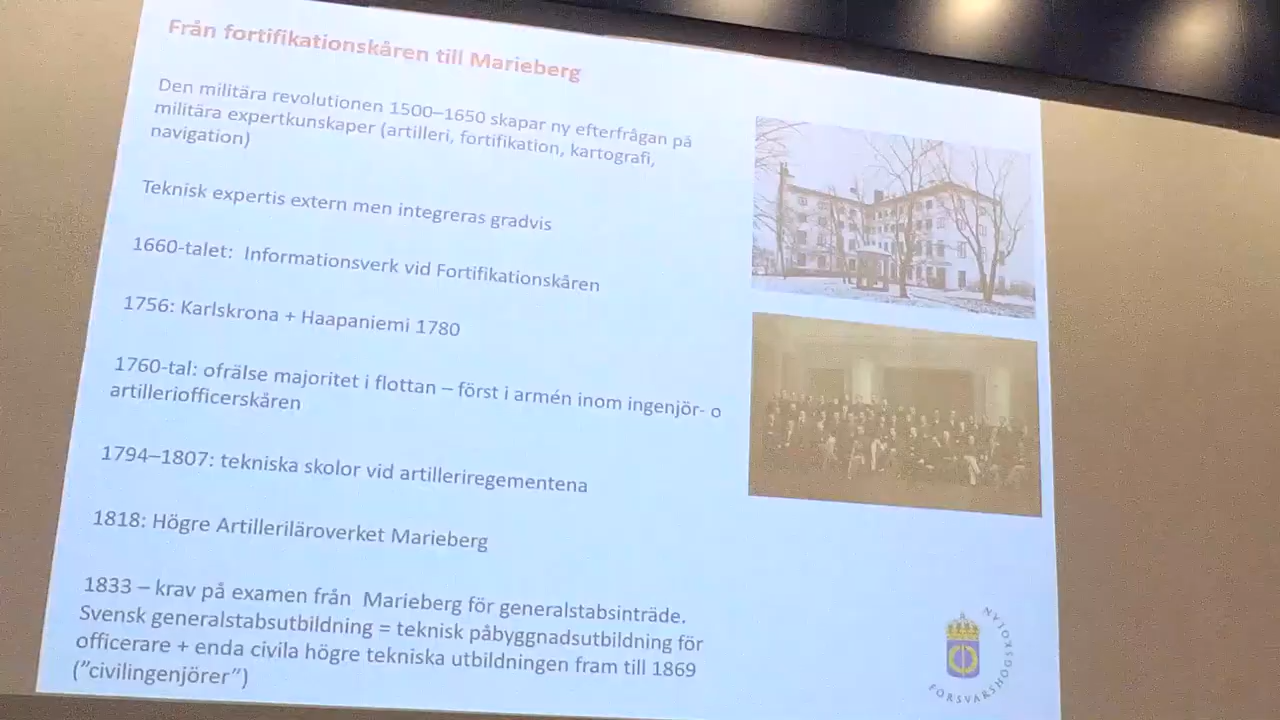 Från fortifikationskåren till Marieberg
Den militära revolutionen 1500–1650 skapar ny efterfrågan på
militära expertkunskaper (artilleri, fortifikation, kartografi,
navigation)
Teknisk expertis extern men integreras gradvis
1660-talet:  Informationsverk vid Fortifikationskåren
1756: Karlskrona + Haapaniemi 1780
1760-tal: ofrälse majoritet i flottan – först i armén inom ingenjör- o
artilleriofficerskåren
1794–1807: tekniska skolor vid artilleriregementena
1818: Högre Artilleriläroverket Marieberg
1833 – krav på examen från  Marieberg för generalstabsinträde.
Svensk generalstabsutbildning = teknisk påbyggnadsutbildning för
officerare + enda civila högre tekniska utbildningen fram till 1869
(”civilingenjörer”)
FÖRSVARSHÖGSKOLAN